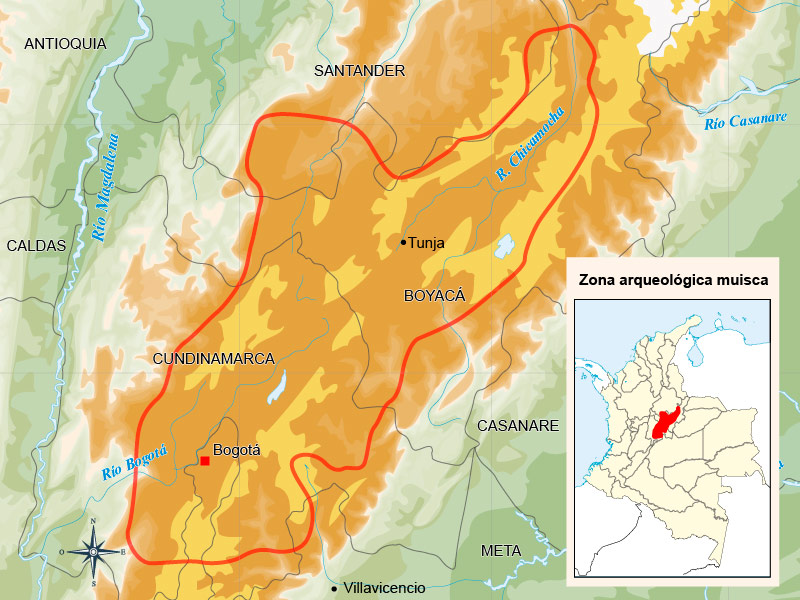 ANTIOQUIA
SANTANDER
Río Casanare
R. Chicamocha
Río Magdalena
CALDAS
Tunja
BOYACÁ
Zona arqueológica muisca
CUNDINAMARCA
CASANARE
Río Bogotá
Bogotá
N
O
E
S
META
Villavicencio